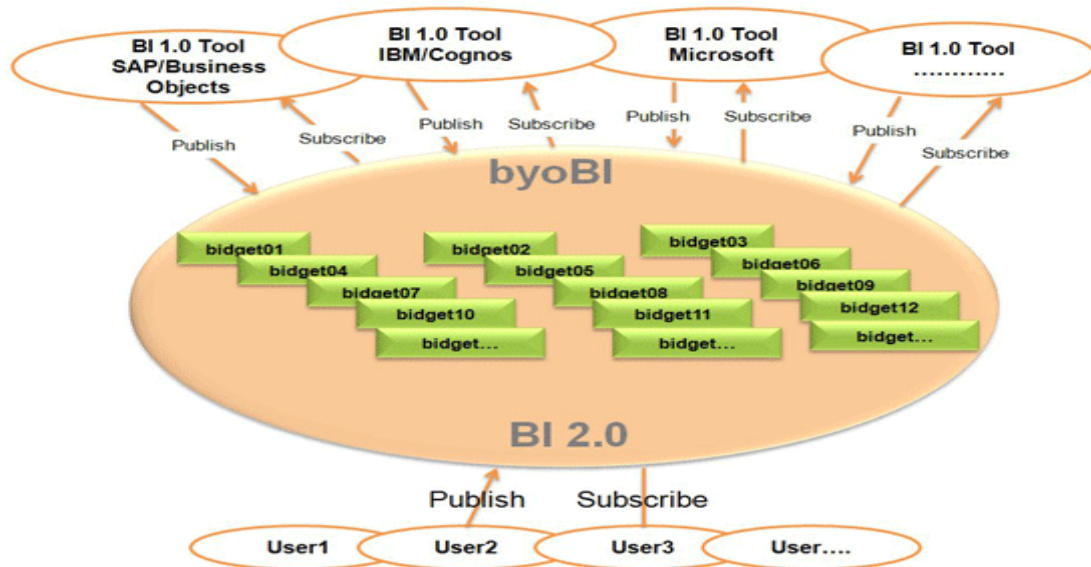 BI 1.0 Tool
SAP/Business
Objects
BI 1.0 Tool
IBM/Cognos
BI 1.0 Tool
Microsoft
BI 1.0 Tool
…………
Publish
Subscribe
Publish
Subscribe
Publish
Subscribe
Publish
Subscribe
byoBI
bidget01
bidget02
bidget03
bidget04
bidget05
bidget06
bidget07
bidget08
bidget09
bidget10
bidget11
bidget12
bidget…
bidget…
bidget…
BI 2.0
Publish
Subscribe
User1
User2
User3
User….